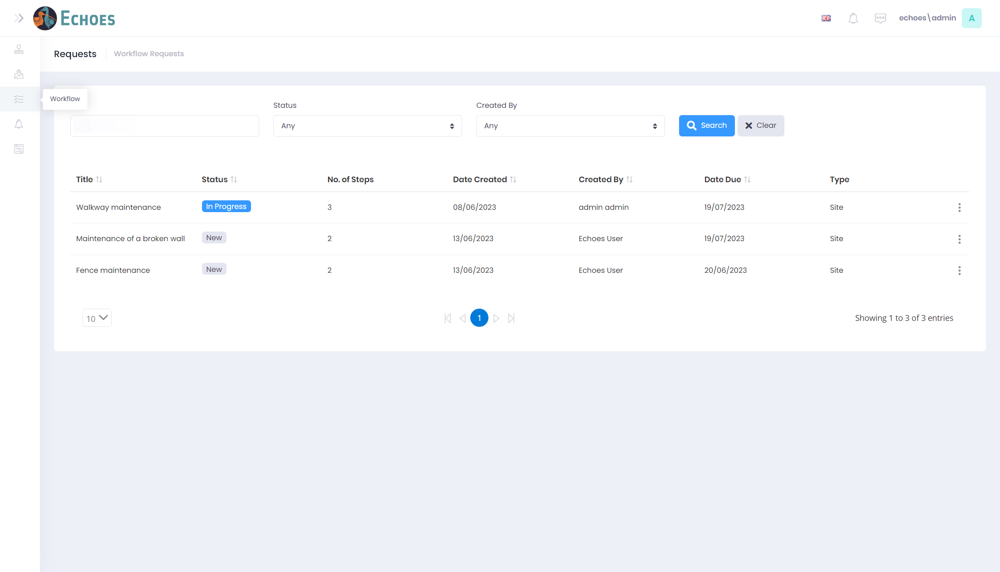 ECHOES
echoes\admin A
Requests Workflow Requests
Workflow
Status Created By
Any Any Search Clear
Title Status No. of Steps Date Created Created By Date Due Type
Walkway maintenance In Progress 3 08/06/2023 admin admin 19/07/2023 Site
Maintenance of a broken wall New 2 13/06/2023 Echoes User 19/07/2023 Site
Fence maintenance New 2 13/06/2023 Echoes User 20/06/2023 Site
10 1 Showing 1 to 3 of 3 entries